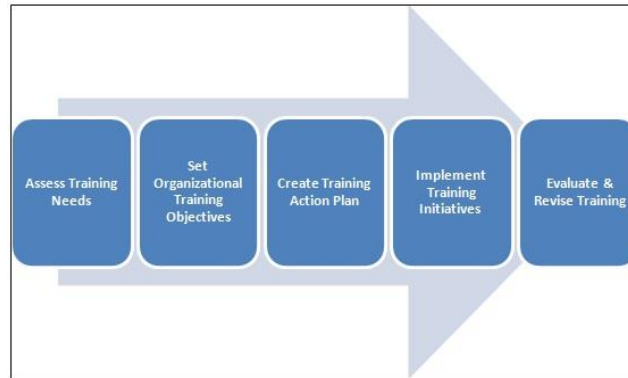 Assess Training
Needs
Set
Organizational
Training
Objectives
Create Training
Action Plan
Implement
Training
Initiatives
Evaluate &
Revise Training